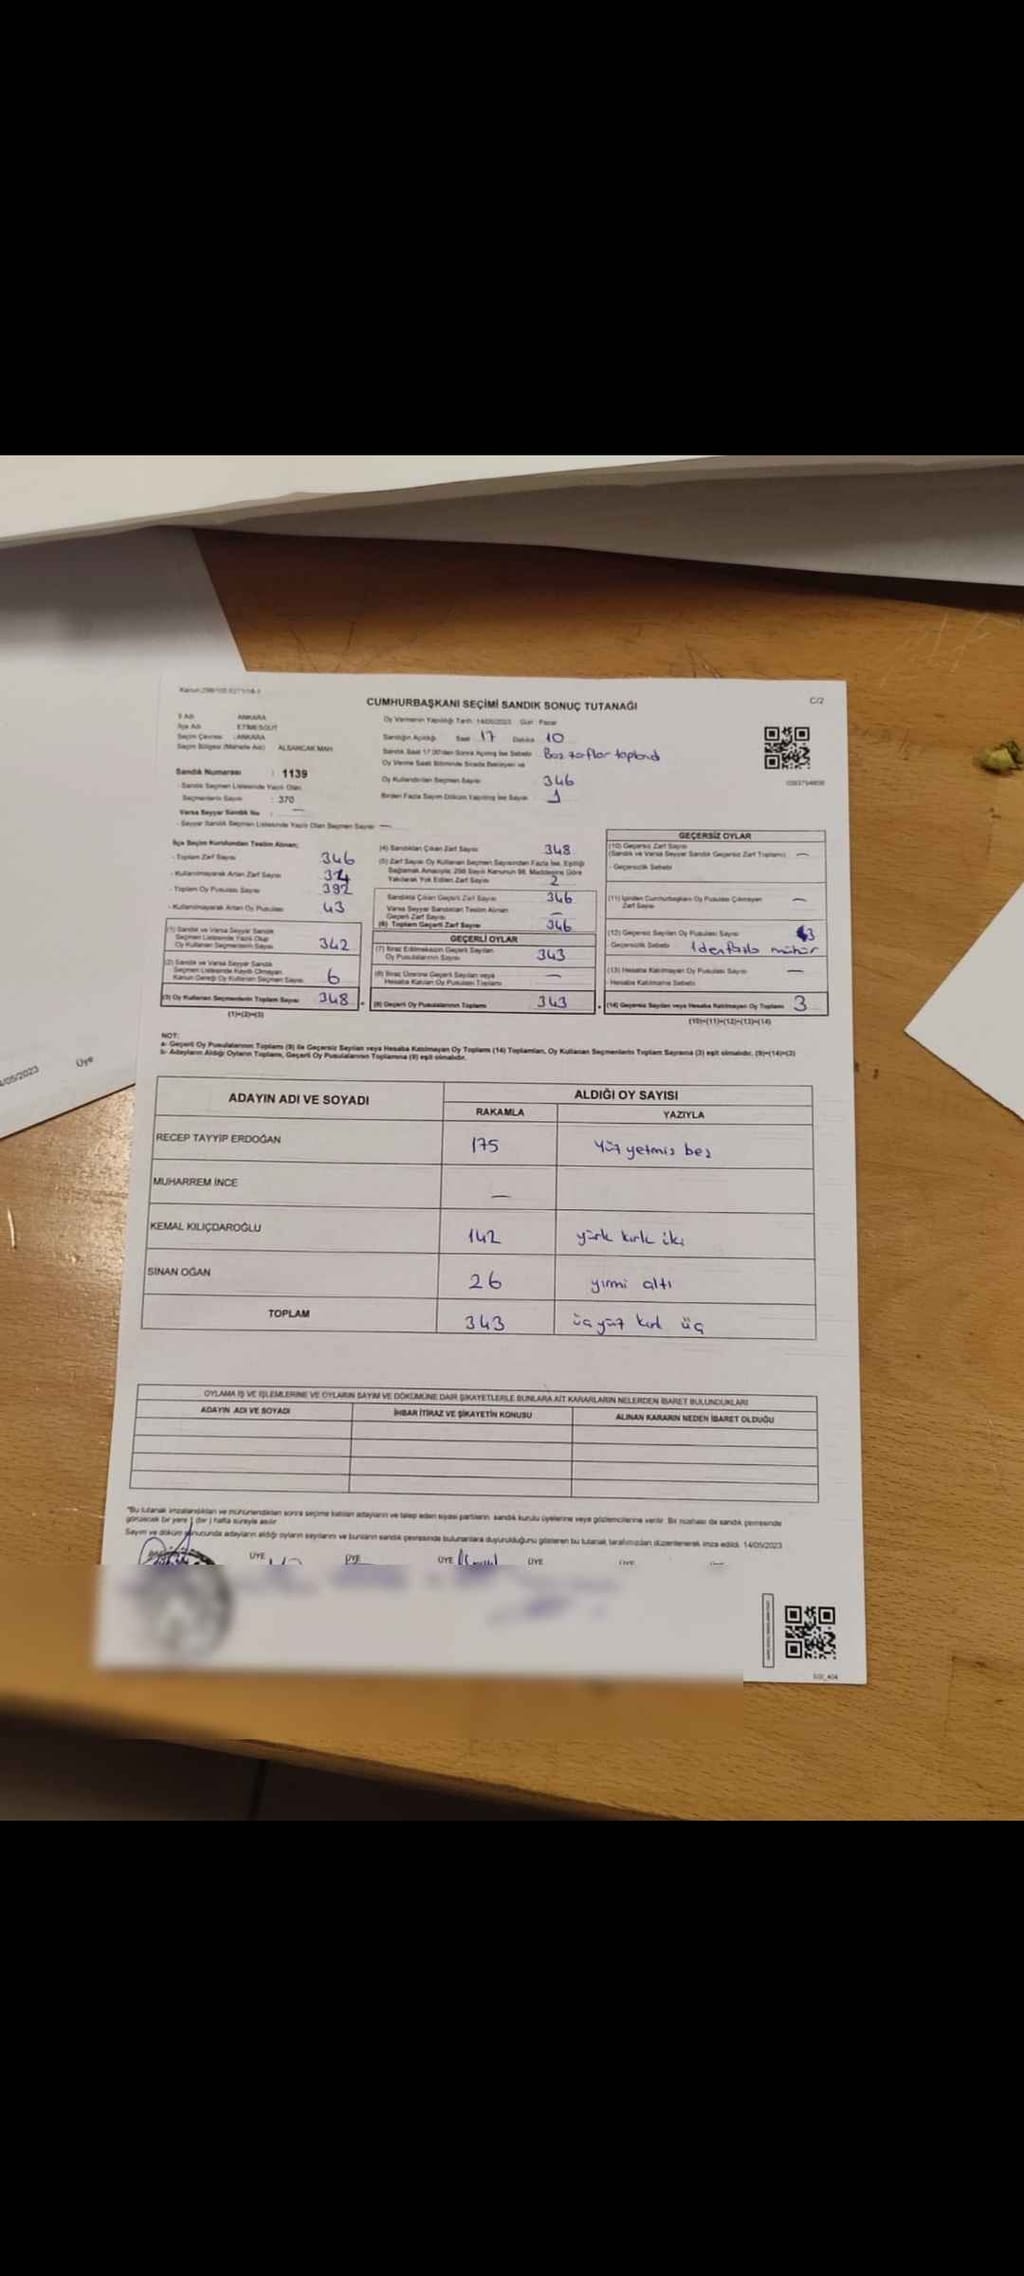 CUMHURBAŞKANI SEÇİMİ SANDIK SONUÇ TUTANAĞI
C/2
İl Adı ANKARA
İlçe Adı ETİMESGUT
Seçim Çevresi : ANKARA
Seçim Bölgesi (Mahalle Adı) ALSANCAK MAH
Oy Vermenin Yapıldığı Tarih: 14/05/2023 Gün : Pazar
Sandığın Açıldığı Saat 17 Dakika 10
Sandık Saat 17.00'den Sonra Açılmış İse Sebebi Boş zarflar toplandı
Oy Verme Saati Bitiminde Sırada Bekleyen ve
Oy Kullandırılan Seçmen Sayısı 346
Birden Fazla Sayım Döküm Yapılmış İse Sayısı 1
Sandık Numarası : 1139
Sandık Seçmen Listesinde Yazılı Olan
Seçmenlerin Sayısı : 370
Varsa Seyyar Sandık No : —
- Seyyar Sandık Seçmen Listesinde Yazılı Olan Seçmen Sayısı —
İlçe Seçim Kurulundan Teslim Alınan;
- Toplam Zarf Sayısı 346
- Kullanılmayarak Artan Zarf Sayısı
- Toplam Oy Pusulası Sayısı 392
- Kullanılmayarak Artan Oy Pusulası 43
(1) Sandık ve Varsa Seyyar Sandık
Seçmen Listesinde Yazılı Olup
Oy Kullanan Seçmenlerin Sayısı 342
(2) Sandık ve Varsa Seyyar Sandık
Seçmen Listesinde Kayıtlı Olmayan
Kanun Gereği Oy Kullanan Seçmen Sayısı 6
(3) Oy Kullanan Seçmenlerin Toplam Sayısı 348
(1)+(2)=(3)
(4) Sandıktan Çıkan Zarf Sayısı 348
(5) Zarf Sayısı Oy Kullanan Seçmen Sayısından Fazla İse, Eşitliği
Sağlamak Amacıyla, 298 Sayılı Kanunun 98. Maddesine Göre
Yakılarak Yok Edilen Zarf Sayısı 2
Sandıkta Çıkan Geçerli Zarf Sayısı 346
Varsa Seyyar Sandıktan Teslim Alınan
Geçerli Zarf Sayısı —
(6) Toplam Geçerli Zarf Sayısı 346
GEÇERLİ OYLAR
(7) İtiraz Edilmeksizin Geçerli Sayılan
Oy Pusulalarının Sayısı 343
(8) İtiraz Üzerine Geçerli Sayılan veya
Hesaba Katılan Oy Pusulalarının Toplamı —
(9) Geçerli Oy Pusulalarının Toplamı 343
GEÇERSİZ OYLAR
(10) Geçersiz Zarf Sayısı
(Sandık ve Varsa Seyyar Sandık Geçersiz Zarf Toplamı) —
- Geçersizlik Sebebi
(11) İçinden Cumhurbaşkanı Oy Pusulası Çıkmayan
Zarf Sayısı —
(12) Geçersiz Sayılan Oy Pusulası Sayısı 3
- Geçersizlik Sebebi 1den fazla mühür
(13) Hesaba Katılmayan Oy Pusulası Sayısı —
- Hesaba Katılmama Sebebi
(14) Geçersiz Sayılan veya Hesaba Katılmayan Oy Toplamı 3
(10)+(11)+(12)+(13)=(14)
NOT:
a- Geçerli Oy Pusulalarının Toplamı (9) ile Geçersiz Sayılan veya Hesaba Katılmayan Oy Toplamı (14) Toplamları, Oy Kullanan Seçmenlerin Toplam Sayısına (3) eşit olmalıdır. (9)+(14)=(3)
b- Adayların Aldığı Oyların Toplamı, Geçerli Oy Pusulalarının Toplamına (9) eşit olmalıdır.
ADAYIN ADI VE SOYADI
ALDIĞI OY SAYISI
RAKAMLA YAZIYLA
RECEP TAYYİP ERDOĞAN 175 Yüz yetmiş beş
MUHARREM İNCE —
KEMAL KILIÇDAROĞLU 142 yürk kırk iki
SİNAN OĞAN 26 yirmi altı
TOPLAM 343 üç yüz kırk üç
OYLAMA İŞ VE İŞLEMLERİNE VE OYLARIN SAYIM VE DÖKÜMÜNE DAİR ŞİKAYETLERLE BUNLARA AİT KARARLARIN NELERDEN İBARET BULUNDUKLARI
ADAYIN ADI VE SOYADI İHBAR İTİRAZ VE ŞİKAYETİN KONUSU ALINAN KARARIN NEDEN İBARET OLDUĞU
*Bu tutanak imzalandıktan ve mühürlendikten sonra seçime katılan adayların ve talep eden siyasi partilerin, sandık kurulu üyelerine veya gözlemcilerine verilir. Bir nüshası da sandık çevresinde
görülecek bir yere 1 (bir) hafta süreyle asılır.
Sayım ve döküm sonucunda adayların aldığı oyların sayılarını ve bunların sandık çevresinde bulunanlara duyurulduğunu gösteren bu tutanak tarafımızdan düzenlenerek imza edildi. 14/05/2023
ÜYE ÜYE ÜYE ÜYE
/05/2023 Üye